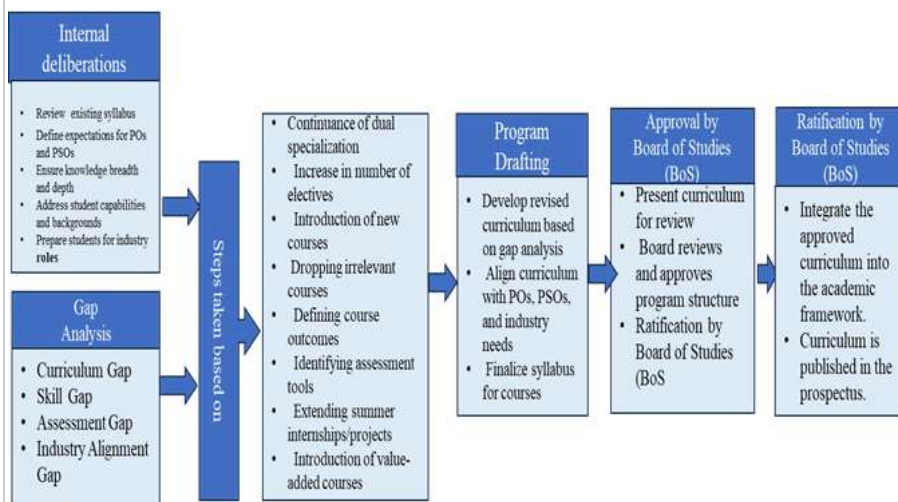 Internal
deliberations
• Review existing syllabus
• Define expectations for POs
and PSOs
• Ensure knowledge breadth
and depth
• Address student capabilities
and backgrounds
• Prepare students for industry
roles
Gap
Analysis
• Curriculum Gap
• Skill Gap
• Assessment Gap
• Industry Alignment
Gap
Steps taken based on
• Continuance of dual
specialization
• Increase in number of
electives
• Introduction of new
courses
• Dropping irrelevant
courses
• Defining course
outcomes
• Identifying assessment
tools
• Extending summer
internships/projects
• Introduction of value-
added courses
Program
Drafting
• Develop revised
curriculum based
on gap analysis
• Align curriculum
with POs, PSOs,
and industry
needs
• Finalize syllabus
for courses
Approval by
Board of Studies
(BoS)
• Present curriculum
for review
• Board reviews
and approves
program structure
• Ratification by
Board of Studies
(BoS
Ratification by
Board of Studies
(BoS)
• Integrate the
approved
curriculum into
the academic
framework.
• Curriculum is
published in the
prospectus.